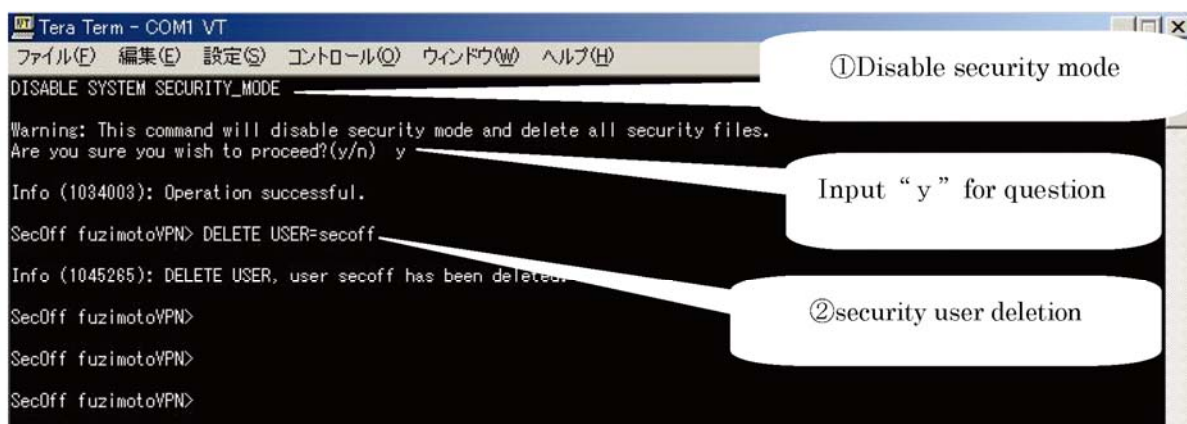 Tera Term - COM1 VT
ファイル(F) 編集(E) 設定(S) コントロール(O) ウィンドウ(W) ヘルプ(H)
DISABLE SYSTEM SECURITY_MODE
①Disable security mode
Warning: This command will disable security mode and delete all security files.
Are you sure you wish to proceed?(y/n) y
Input “ y ” for question
Info (1034003): Operation successful.
SecOff fuzimotoVPN> DELETE USER=secoff
Info (1045265): DELETE USER, user secoff has been deleted.
②security user deletion
SecOff fuzimotoVPN>
SecOff fuzimotoVPN>
SecOff fuzimotoVPN>